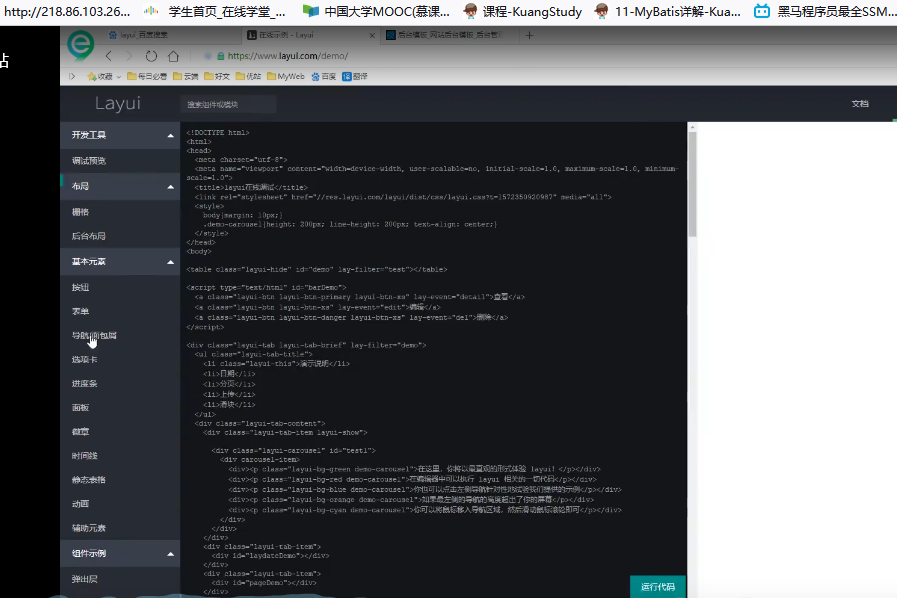 http://218.86.103.26... 学生首页_在线学堂_... 中国大学MOOC(慕课... 课程-KuangStudy 11-MyBatis详解-Kua... 黑马程序员最全SSM...
站
layui_百度搜索 在线示例 - Layui 后台模板_网站后台模板_后台管
https://www.layui.com/demo/
收藏 每日必看 云端 好文 优站 MyWeb 百度 翻译
Layui 搜索组件或模块 文档
开发工具
调试预览
布局
栅格
后台布局
基本元素
按钮
表单
导航/面包屑
选项卡
进度条
面板
徽章
时间线
静态表格
动画
辅助元素
组件示例
弹出层
<!DOCTYPE html>
<html>
<head>
<meta charset="utf-8">
<meta name="viewport" content="width=device-width, user-scalable=no, initial-scale=1.0, maximum-scale=1.0, minimum-
scale=1.0">
<title>layui在线调试</title>
<link rel="stylesheet" href="//res.layui.com/layui/dist/css/layui.css?t=1572350920987" media="all">
<style>
body{margin: 10px;}
.demo-carousel{height: 200px; line-height: 200px; text-align: center;}
</style>
</head>
<body>
<table class="layui-hide" id="demo" lay-filter="test"></table>
<script type="text/html" id="barDemo">
<a class="layui-btn layui-btn-primary layui-btn-xs" lay-event="detail">查看</a>
<a class="layui-btn layui-btn-xs" lay-event="edit">编辑</a>
<a class="layui-btn layui-btn-danger layui-btn-xs" lay-event="del">删除</a>
</script>
<div class="layui-tab layui-tab-brief" lay-filter="demo">
<ul class="layui-tab-title">
<li class="layui-this">演示说明</li>
<li>日期</li>
<li>分页</li>
<li>上传</li>
<li>滑块</li>
</ul>
<div class="layui-tab-content">
<div class="layui-tab-item layui-show">
<div class="layui-carousel" id="test1">
<div carousel-item>
<div><p class="layui-bg-green demo-carousel">在这里，你将以最直观的形式体验 layui！</p></div>
<div><p class="layui-bg-red demo-carousel">在编辑器中可以执行 layui 相关的一切代码</p></div>
<div><p class="layui-bg-blue demo-carousel">你也可以点击左侧导航针对性地试验我们提供的示例</p></div>
<div><p class="layui-bg-orange demo-carousel">如果最左侧的导航的高度超出了你的屏幕</p></div>
<div><p class="layui-bg-cyan demo-carousel">你可以将鼠标移入导航区域，然后滑动鼠标滚轮即可</p></div>
</div>
</div>
</div>
<div class="layui-tab-item">
<div id="laydateDemo"></div>
</div>
<div class="layui-tab-item">
<div id="pageDemo"></div>
</div>
运行代码